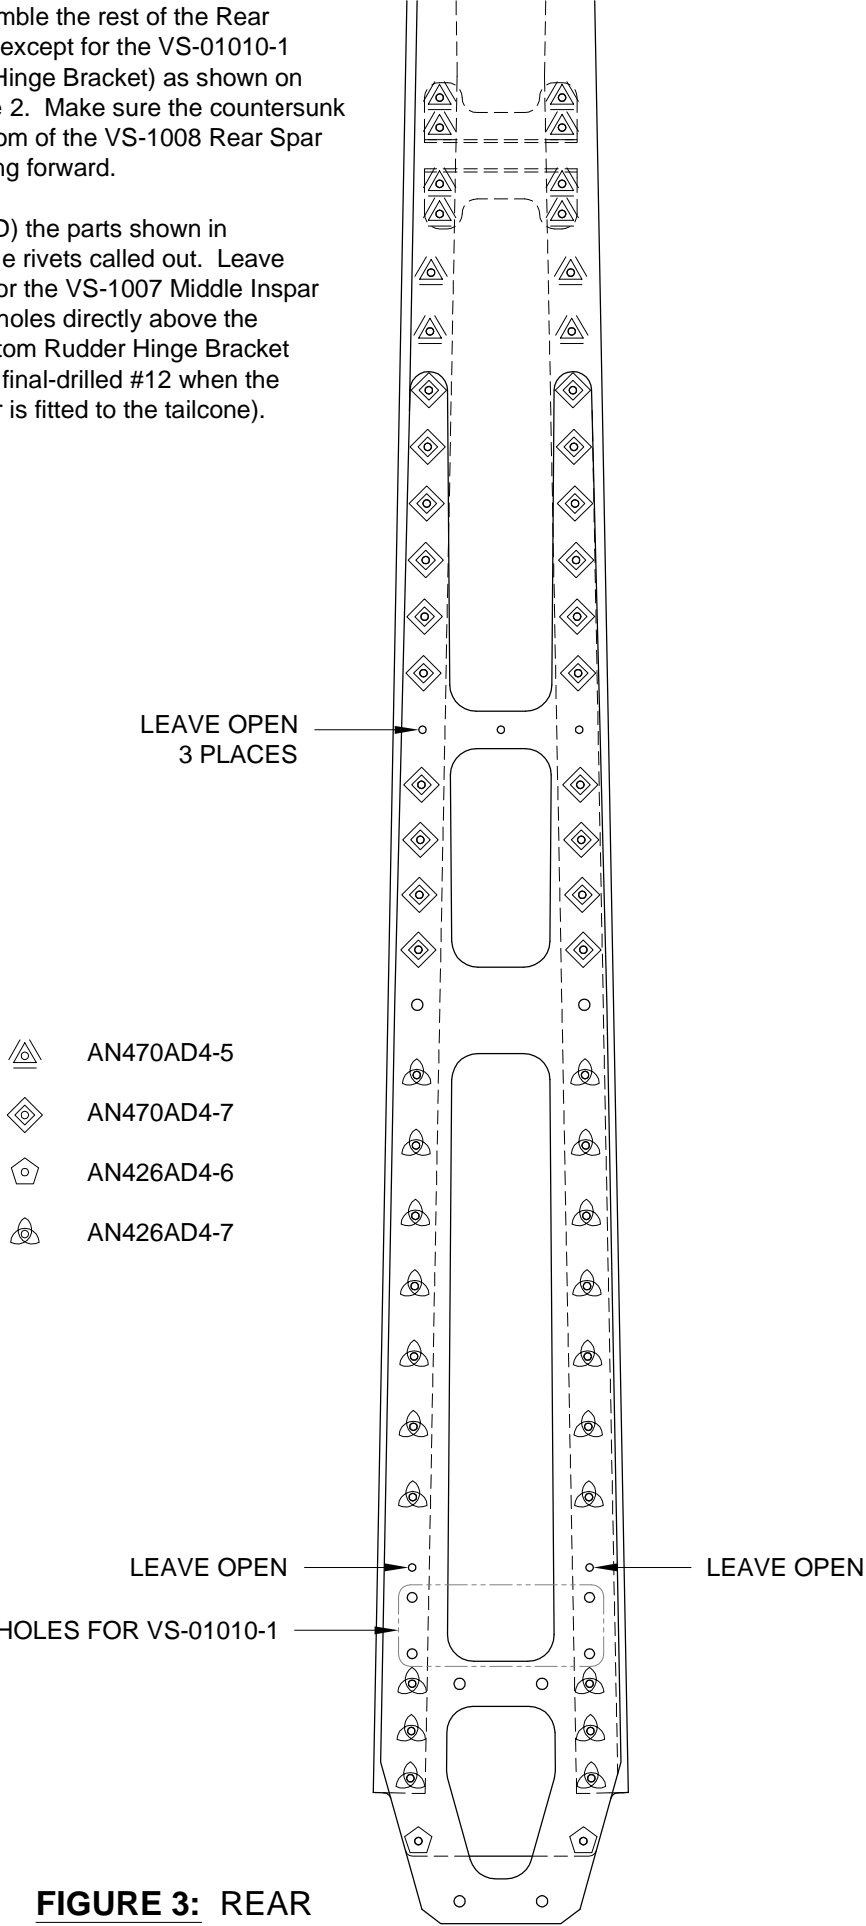 mble the rest of the Rear
except for the VS-01010-1
Hinge Bracket) as shown on
2. Make sure the countersunk
om of the VS-1008 Rear Spar
ng forward.
D) the parts shown in
e rivets called out. Leave
or the VS-1007 Middle Inspar
holes directly above the
tom Rudder Hinge Bracket
final-drilled #12 when the
r is fitted to the tailcone).
LEAVE OPEN
3 PLACES
AN470AD4-5
AN470AD4-7
AN426AD4-6
AN426AD4-7
LEAVE OPEN
LEAVE OPEN
HOLES FOR VS-01010-1
FIGURE 3: REAR